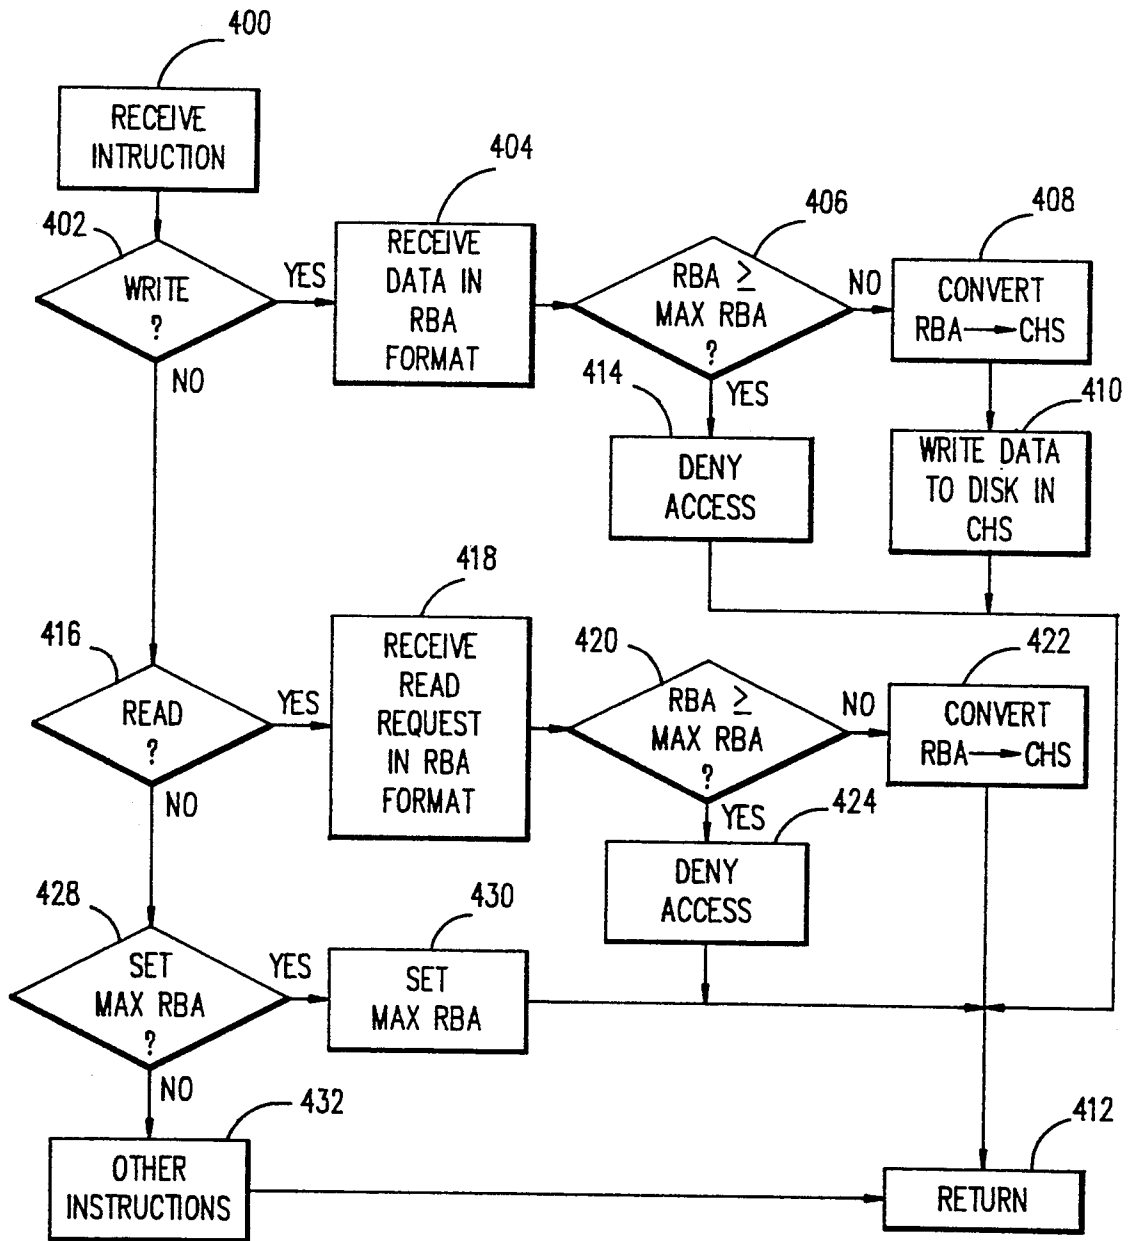 400
RECEIVE
INTRUCTION
402
WRITE
?
YES
NO
404
RECEIVE
DATA IN
RBA
FORMAT
406
RBA ≥
MAX RBA
?
NO
YES
408
CONVERT
RBA → CHS
410
WRITE DATA
TO DISK IN
CHS
414
DENY
ACCESS
416
READ
?
YES
NO
418
RECEIVE
READ
REQUEST
IN RBA
FORMAT
420
RBA ≥
MAX RBA
?
NO
YES
422
CONVERT
RBA → CHS
424
DENY
ACCESS
428
SET
MAX RBA
?
YES
NO
430
SET
MAX RBA
432
OTHER
INSTRUCTIONS
412
RETURN